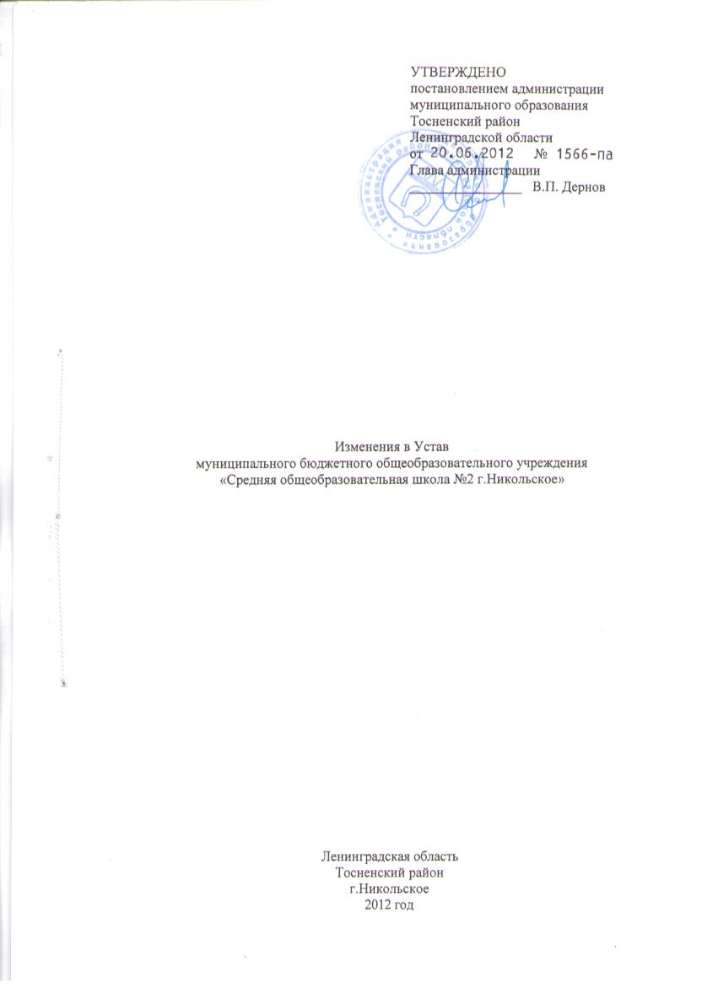 УТВЕРЖДЕНО
постановлением администрации
муниципального образования
Тосненский район
Ленинградской области
от 20.06.2012 № 1566-па
Глава администрации
В.П. Дернов
Изменения в Устав
муниципального бюджетного общеобразовательного учреждения
«Средняя общеобразовательная школа №2 г.Никольское»
Ленинградская область
Тосненский район
г.Никольское
2012 год